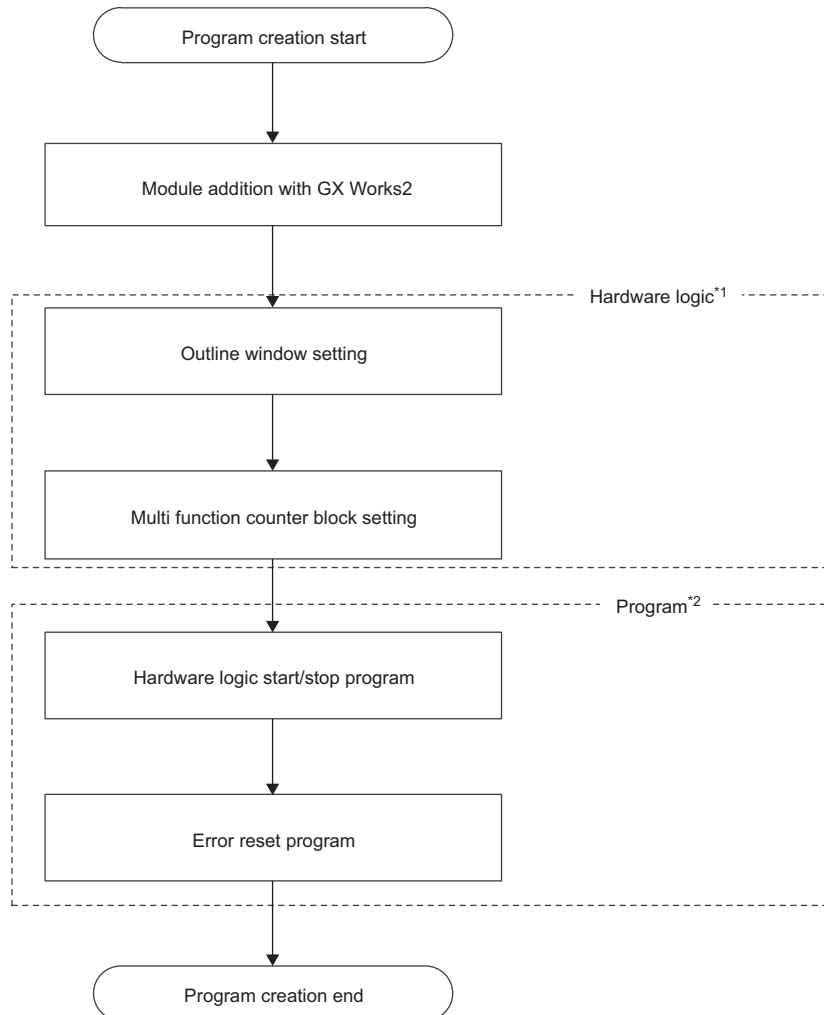 Program creation start
Module addition with GX Works2
Hardware logic*1
Outline window setting
Multi function counter block setting
Program*2
Hardware logic start/stop program
Error reset program
Program creation end